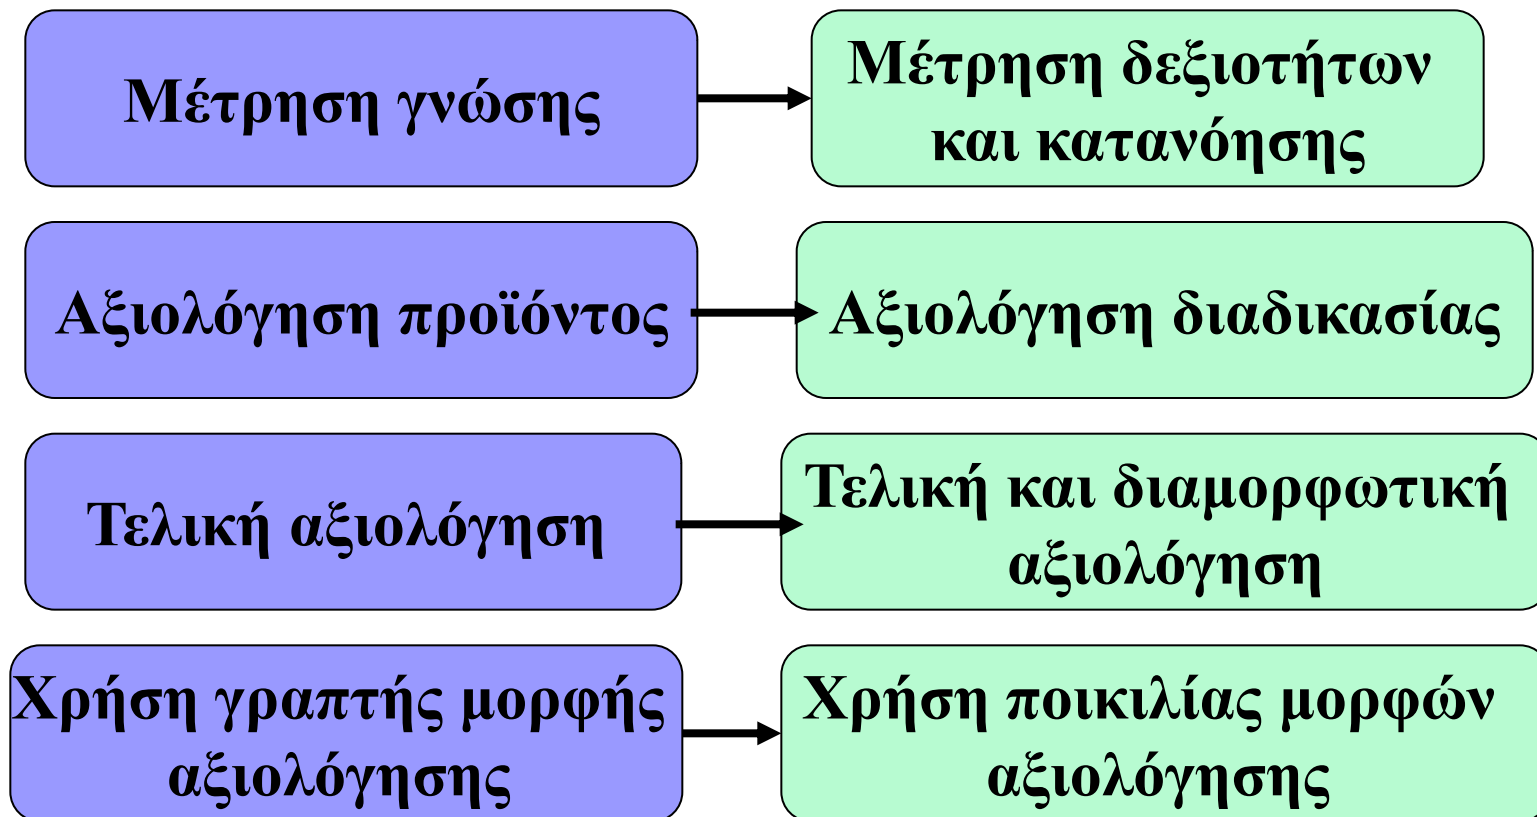 Μέτρηση γνώσης
Μέτρηση δεξιοτήτων
και κατανόησης
Αξιολόγηση προϊόντος
Αξιολόγηση διαδικασίας
Τελική αξιολόγηση
Τελική και διαμορφωτική
αξιολόγηση
Χρήση γραπτής μορφής
αξιολόγησης
Χρήση ποικιλίας μορφών
αξιολόγησης